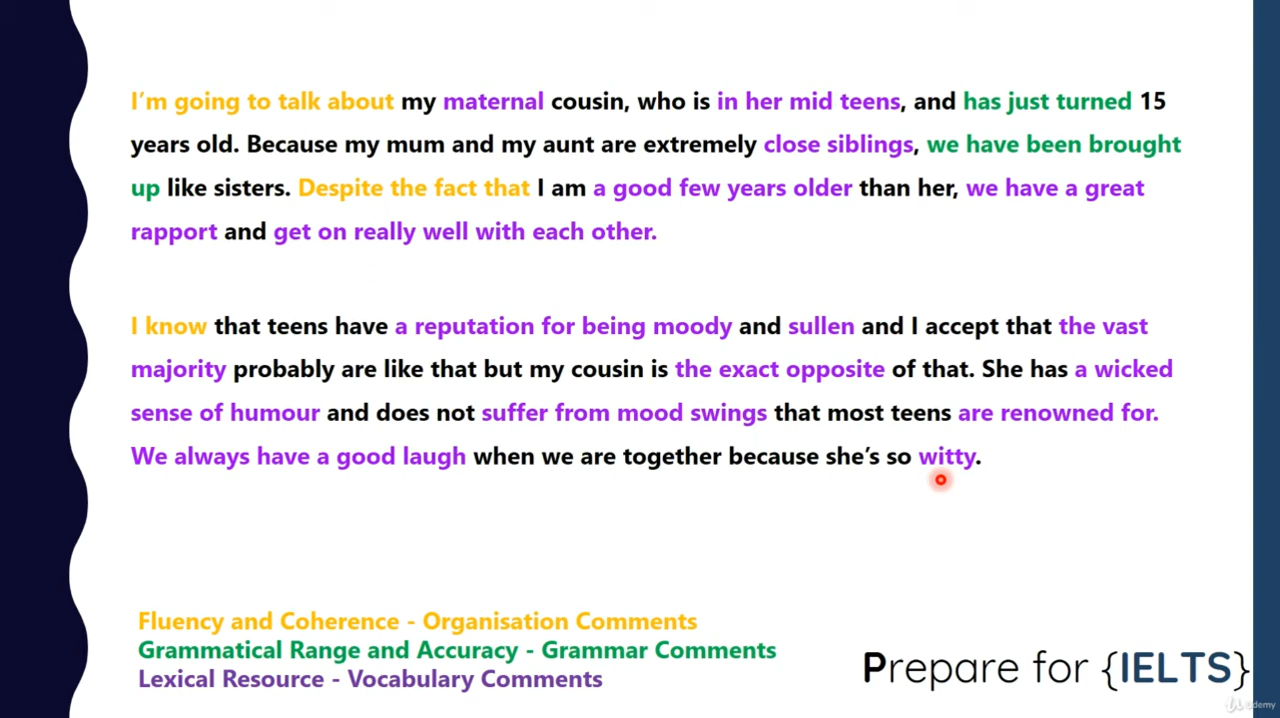 I'm going to talk about my maternal cousin, who is in her mid teens, and has just turned 15
years old. Because my mum and my aunt are extremely close siblings, we have been brought
up like sisters. Despite the fact that I am a good few years older than her, we have a great
rapport and get on really well with each other.
I know that teens have a reputation for being moody and sullen and I accept that the vast
majority probably are like that but my cousin is the exact opposite of that. She has a wicked
sense of humour and does not suffer from mood swings that most teens are renowned for.
We always have a good laugh when we are together because she's so witty.
Fluency and Coherence - Organisation Comments
Grammatical Range and Accuracy - Grammar Comments
Lexical Resource - Vocabulary Comments
Prepare for {IELTS}
Udemy